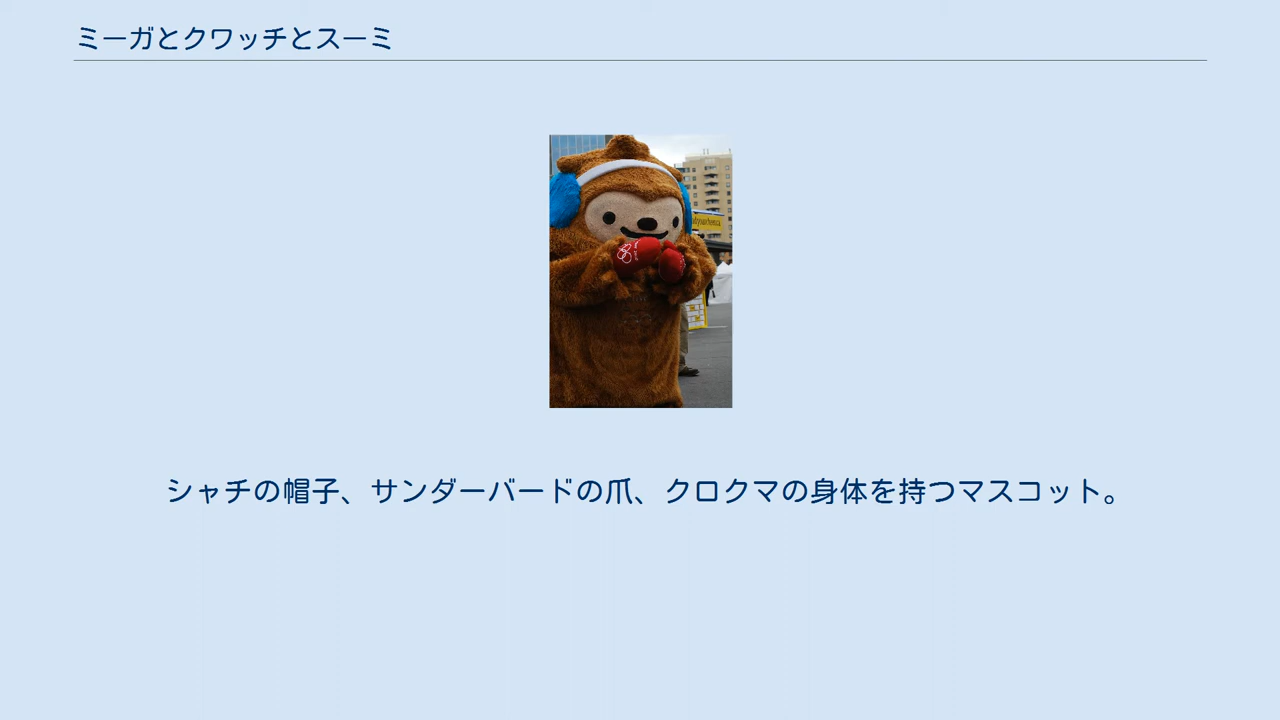 ミーガとクワッチとスーミ
シャチの帽子、サンダーバードの爪、クロクマの身体を持つマスコット。